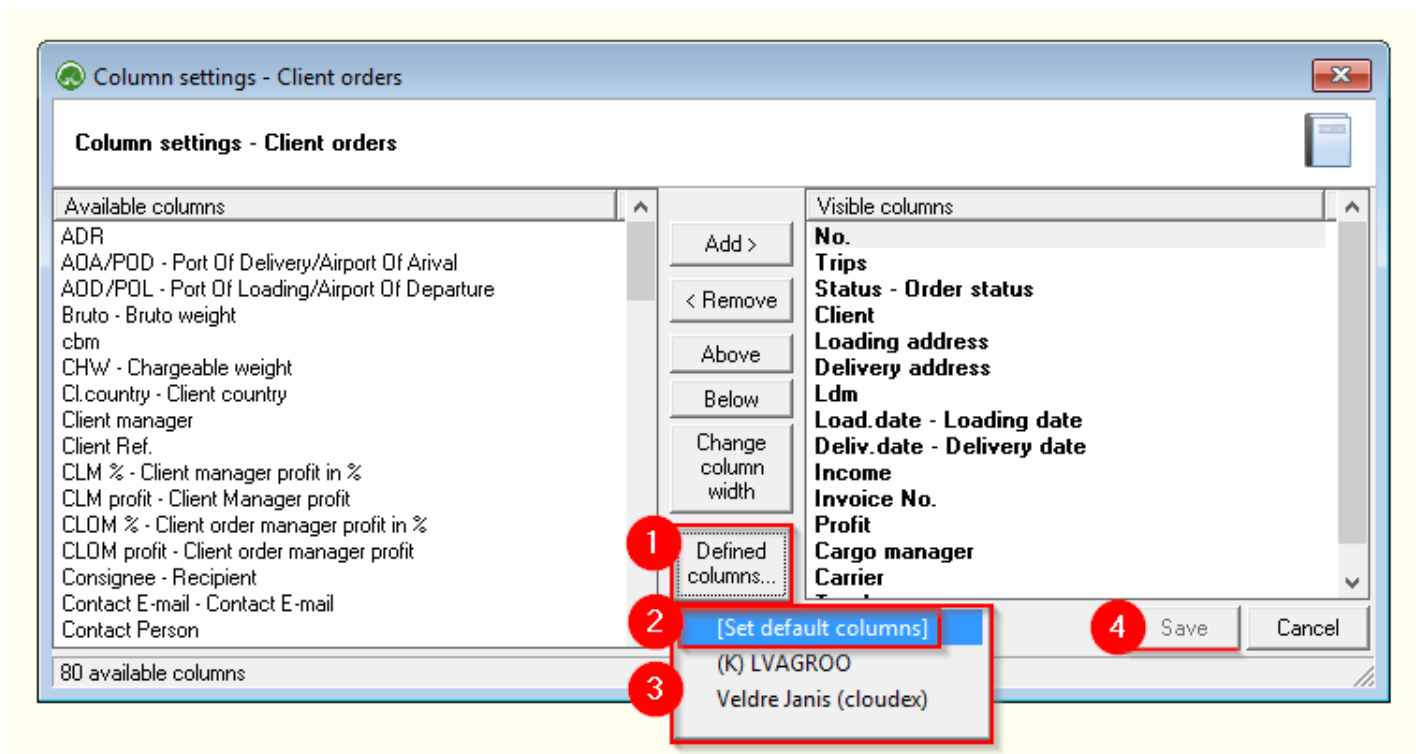 Column settings - Client orders
Column settings - Client orders
Available columns
ADR
AOA/POD - Port Of Delivery/Airport Of Arival
AOD/POL - Port Of Loading/Airport Of Departure
Bruto - Bruto weight
cbm
CHW - Chargeable weight
Cl.country - Client country
Client manager
Client Ref.
CLM % - Client manager profit in %
CLM profit - Client Manager profit
CLOM % - Client order manager profit in %
CLOM profit - Client order manager profit
Consignee - Recipient
Contact E-mail - Contact E-mail
Contact Person
80 available columns
Add >
< Remove
Above
Below
Change
column
width
1
Defined
columns...
2
[Set default columns]
(K) LVAGROO
3
Veldre Janis (cloudex)
Visible columns
No.
Trips
Status - Order status
Client
Loading address
Delivery address
Ldm
Load.date - Loading date
Deliv.date - Delivery date
Income
Invoice No.
Profit
Cargo manager
Carrier
4
Save
Cancel